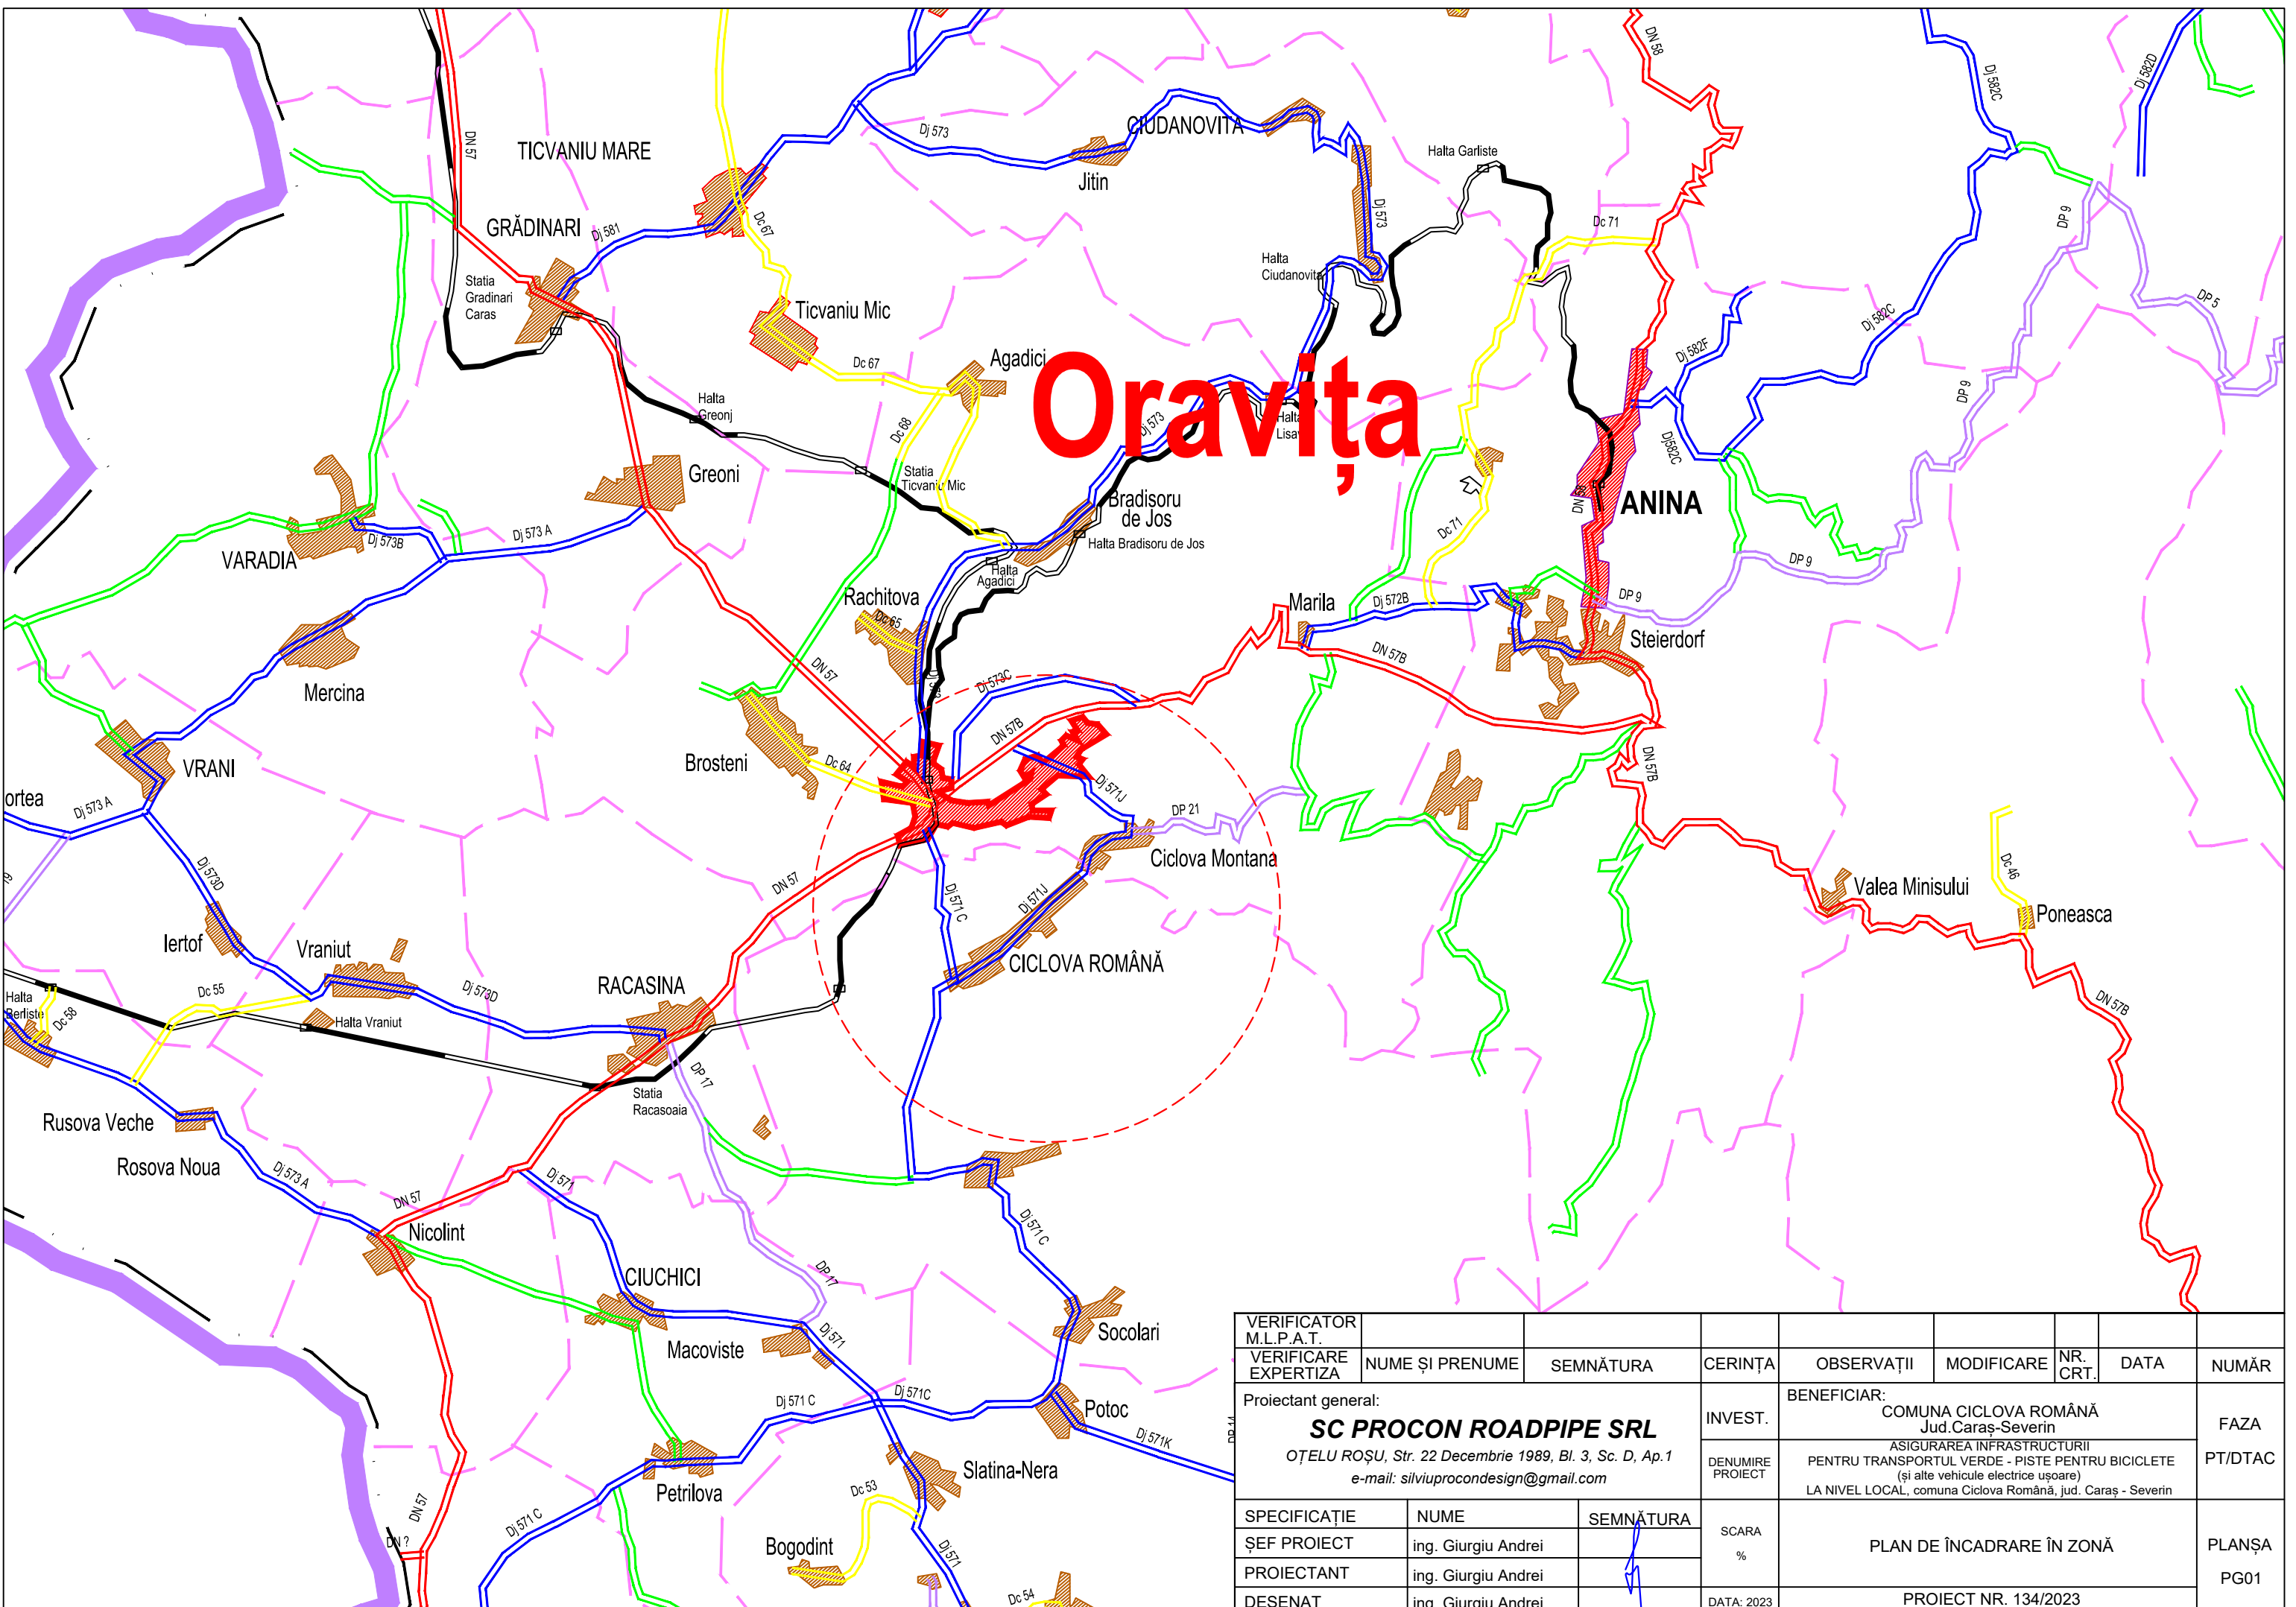 DN 58
Dj 582C
Dj 582D
DN 57
TICVANIU MARE
Dj 573
CIUDANOVITA
Jitin
Halta Garliste
Dj 573
Dc 67
Dc 71
DP 9
GRĂDINARI
Dj 581
Halta
Ciudanovita
Statia
Gradinari
Caras
Ticvaniu Mic
DP 5
Dj 582C
Dj 582F
Agadici
Dc 67
Oravița
Halta
Greonj
Dc 68
Dj 573
Halta
DP 9
Dj582C
Statia
Ticvaniu Mic
Greoni
Bradisoru
de Jos
ANINA
Dc 71
Dj 573B
Dj 573 A
Halta Bradisoru de Jos
VARADIA
Halta
Agadici
DP 9
Rachitova
Dc 65
Marila
Dj 572B
DP 9
Steierdorf
DN 57
DN 57B
Mercina
Dj 573C
DN 57B
Brosteni
Dc 64
VRANI
DN 57B
Dj 571J
ortea
Dj 573 A
DP 21
Ciclova Montana
Dj 573D
DN 57
Dj 571 C
Dj 571J
Valea Minisului
Dc 46
Poneasca
Iertof
Vraniut
CICLOVA ROMÂNĂ
RACASINA
Dc 55
Dj 573D
DN 57B
Halta
Berliste
Dc 58
Halta Vraniut
DP 17
Statia
Racasoaia
Rusova Veche
Rosova Noua
Dj 573 A
Dj 571
DN 57
Nicolint
Dj 571 C
CIUCHICI
DP 17
Socolari
Macoviste
Dj 571
Dj 571 C
Dj 571C
Potoc
Dj 571K
DP 14
Slatina-Nera
Petrilova
Dc 53
DN 57
Dj 571 C
DN ?
Bogodint
Dj 571
Dc 54
VERIFICATOR
M.L.P.A.T.
VERIFICARE
EXPERTIZA
NUME ȘI PRENUME
SEMNĂTURA
CERINȚA
OBSERVAȚII
MODIFICARE
NR.
CRT.
DATA
NUMĂR
Proiectant general:
SC PROCON ROADPIPE SRL
OȚELU ROȘU, Str. 22 Decembrie 1989, Bl. 3, Sc. D, Ap.1
e-mail: silviuprocondesign@gmail.com
INVEST.
BENEFICIAR:
COMUNA CICLOVA ROMÂNĂ
Jud.Caraș-Severin
FAZA
PT/DTAC
DENUMIRE
PROIECT
ASIGURAREA INFRASTRUCTURII
PENTRU TRANSPORTUL VERDE - PISTE PENTRU BICICLETE
(și alte vehicule electrice ușoare)
LA NIVEL LOCAL, comuna Ciclova Română, jud. Caraș - Severin
SPECIFICAȚIE
NUME
SEMNĂTURA
SCARA
%
PLAN DE ÎNCADRARE ÎN ZONĂ
PLANȘA
PG01
ȘEF PROIECT
ing. Giurgiu Andrei
PROIECTANT
ing. Giurgiu Andrei
DESENAT
ing. Giurgiu Andrei
DATA: 2023
PROIECT NR. 134/2023